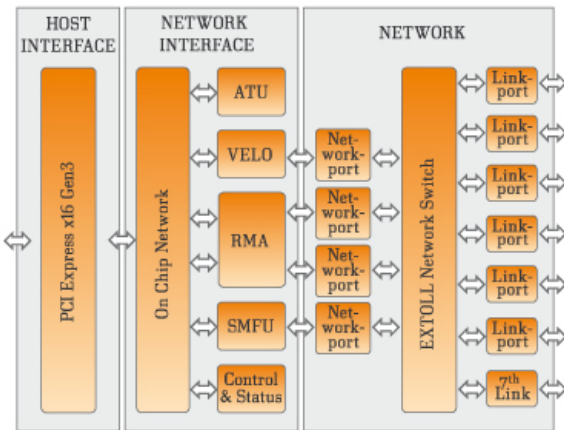 HOST
INTERFACE
PCI Express x16 Gen3
NETWORK
INTERFACE
On Chip Network
ATU
VELO
RMA
SMFU
Control
& Status
NETWORK
Net-
work-
port
Net-
work-
port
Net-
work-
port
Net-
work-
port
EXTOLL Network Switch
Link-
port
Link-
port
Link-
port
Link-
port
Link-
port
Link-
port
7th
Link